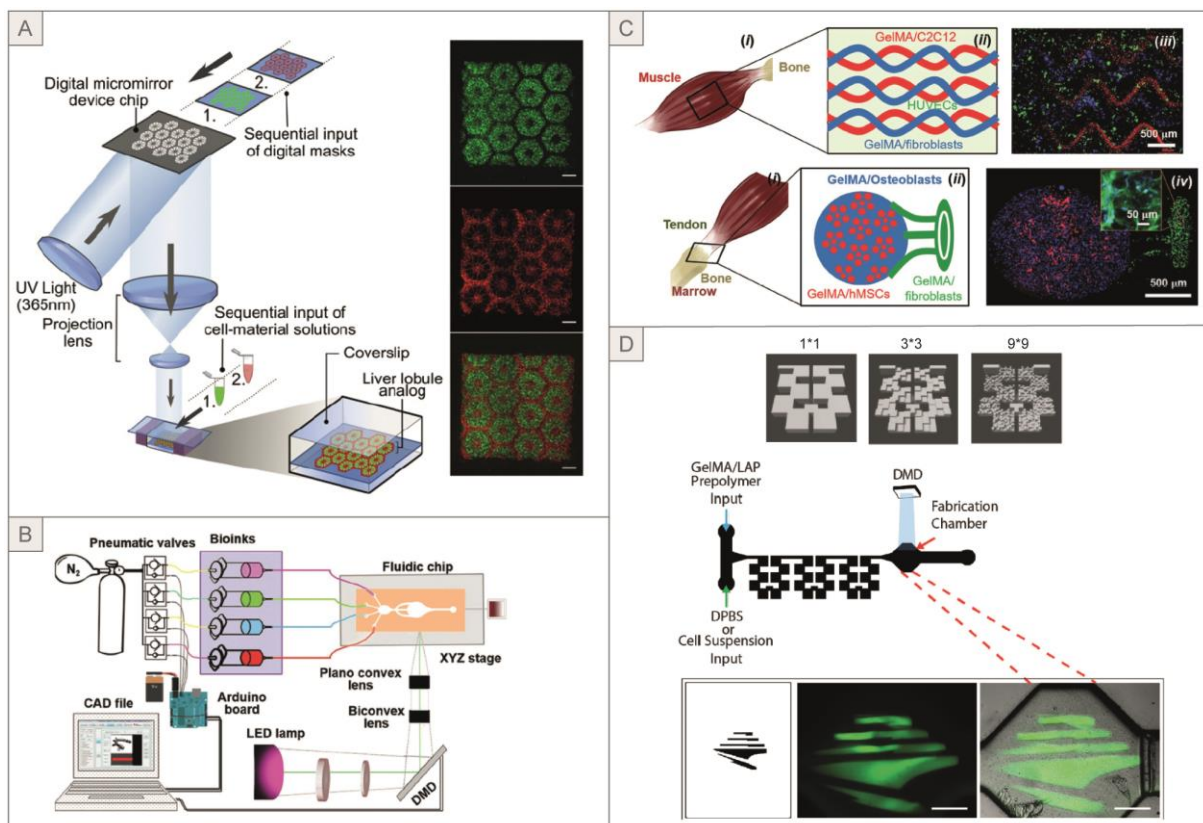 A
Digital micromirror
device chip
1.
2.
Sequential input
of digital masks
UV Light
(365nm)
Projection
lens
Sequential input of
cell-material solutions
1.
2.
Coverslip
Liver lobule
analog
B
Pneumatic valves
Bioinks
N2
Fluidic chip
XYZ stage
Plano convex
lens
Biconvex
lens
Arduino
board
CAD file
LED lamp
DMD
C
(i)
Muscle
Bone
GelMA/C2C12
(ii)
HUVECs
GelMA/fibroblasts
(iii)
500 μm
(i)
Tendon
Bone
Marrow
GelMA/Osteoblasts
(ii)
GelMA/hMSCs
GelMA/
fibroblasts
(iv)
50 μm
500 μm
D
1*1
3*3
9*9
GelMA/LAP
Prepolymer
Input
DMD
Fabrication
Chamber
DPBS
or
Cell Suspension
Input